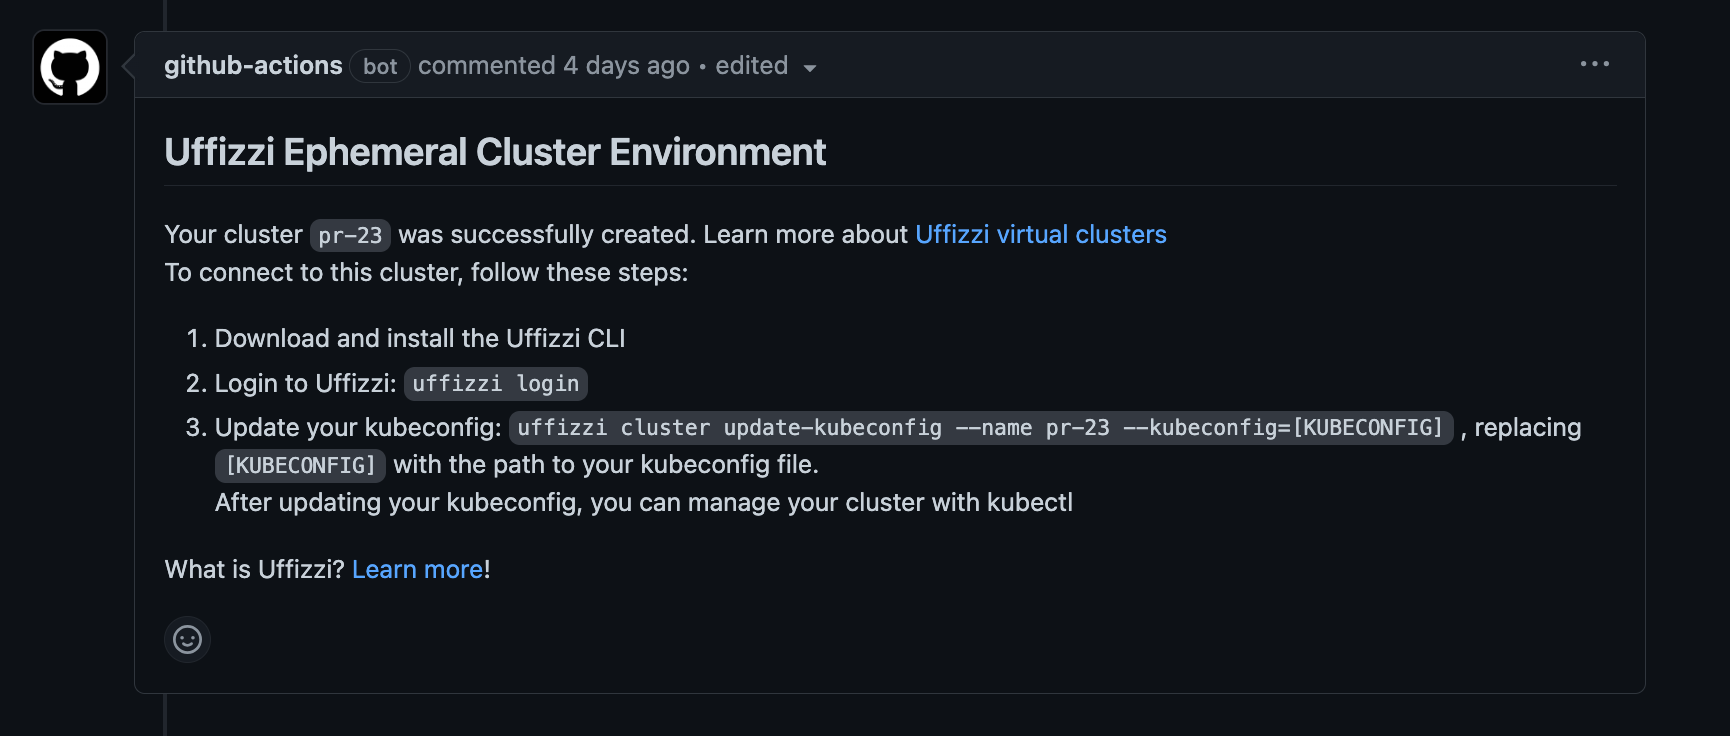 github-actions bot commented 4 days ago • edited
Uffizzi Ephemeral Cluster Environment
Your cluster pr-23 was successfully created. Learn more about Uffizzi virtual clusters
To connect to this cluster, follow these steps:
1. Download and install the Uffizzi CLI
2. Login to Uffizzi: uffizzi login
3. Update your kubeconfig: uffizzi cluster update-kubeconfig --name pr-23 --kubeconfig=[KUBECONFIG] , replacing
[KUBECONFIG] with the path to your kubeconfig file.
After updating your kubeconfig, you can manage your cluster with kubectl
What is Uffizzi? Learn more!